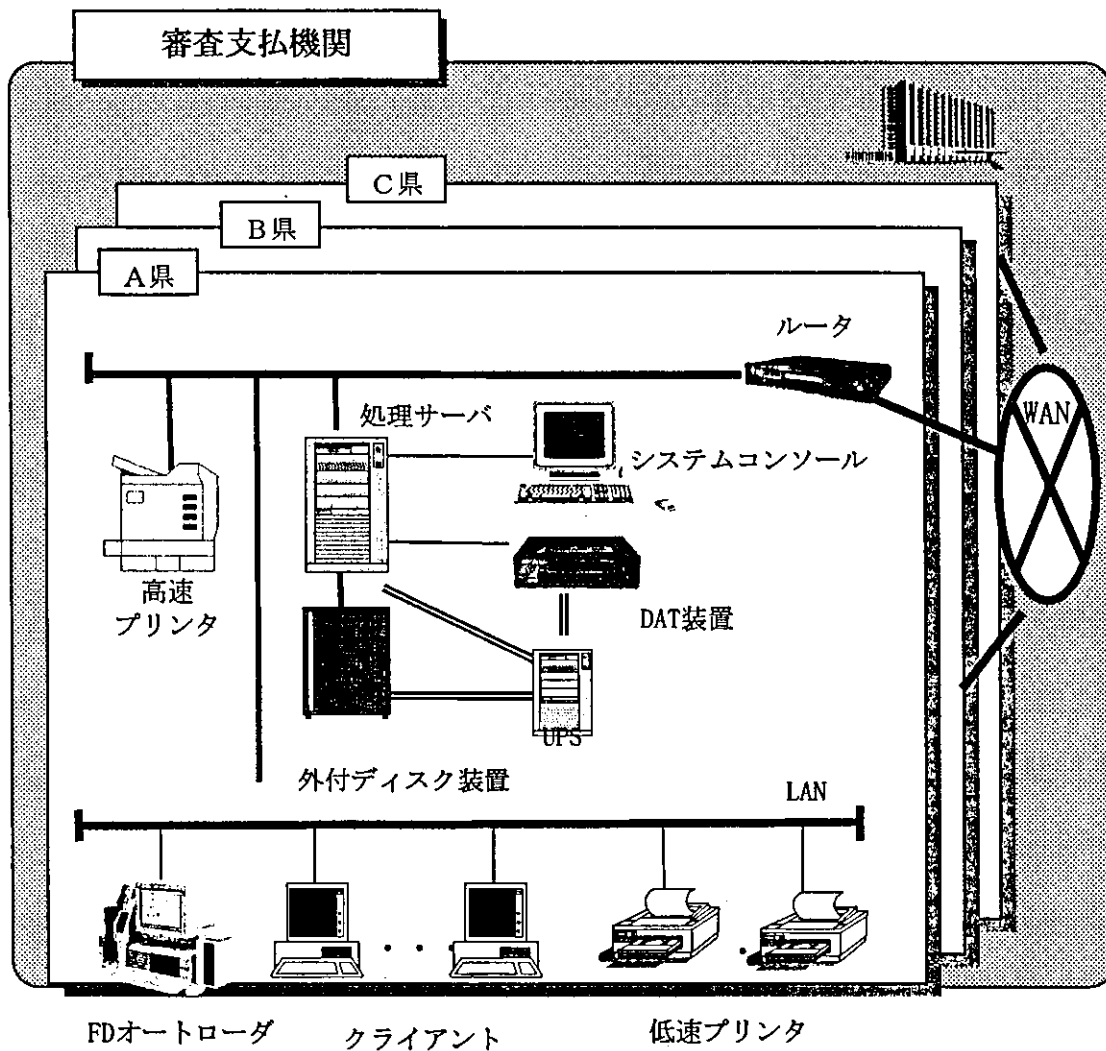 審査支払機関
C県
B県
A県
ルータ
WAN
処理サーバ
システムコンソール
高速
プリンタ
DAT装置
UPS
外付ディスク装置
LAN
FDオートローダ
クライアント
低速プリンタ